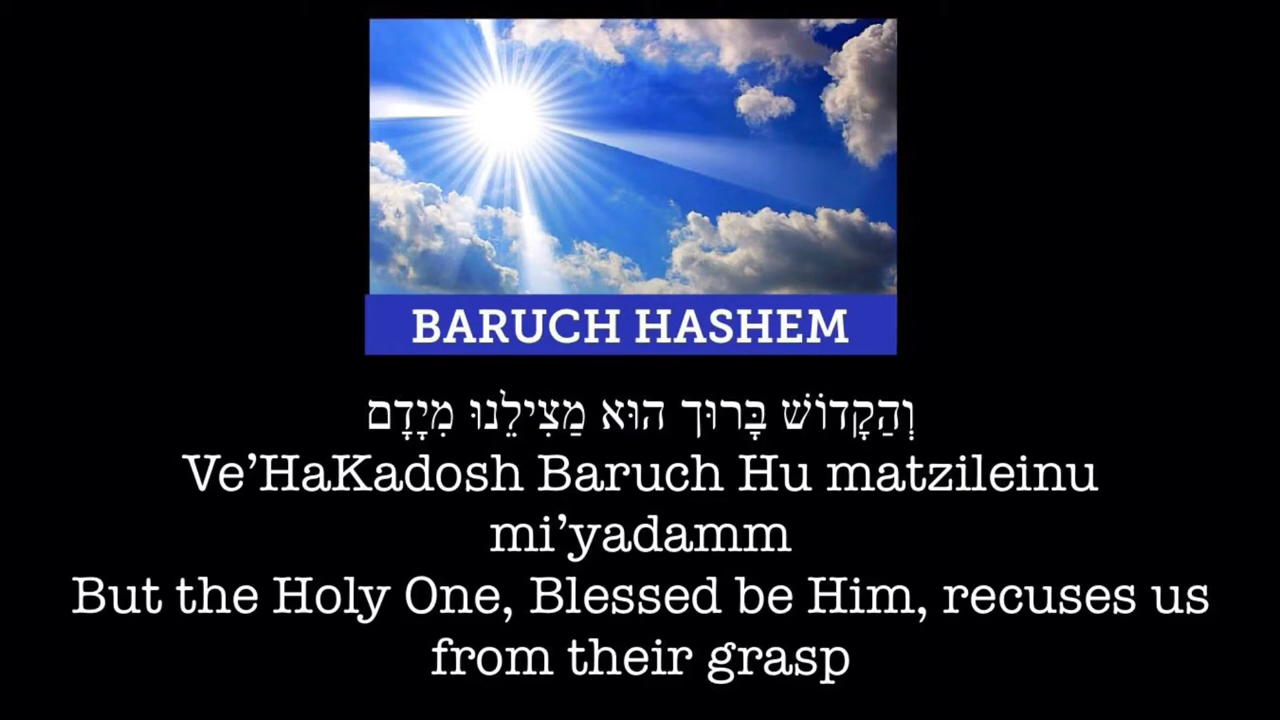 BARUCH HASHEM
וְהַקָדוֹשׁ בָּרוּך הוּא מַצִילֵנוּ מִיָדָם
Ve’HaKadosh Baruch Hu matzileinu
mi’yadamm
But the Holy One, Blessed be Him, recuses us
from their grasp